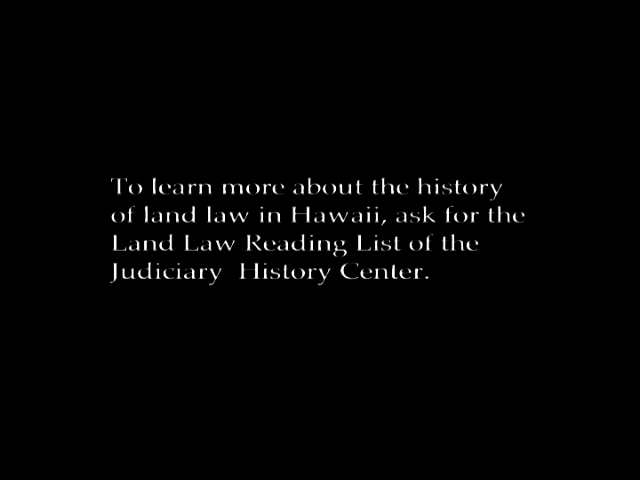 To learn more about the history
of land law in Hawaii, ask for the
Land Law Reading List of the
Judiciary  History Center.